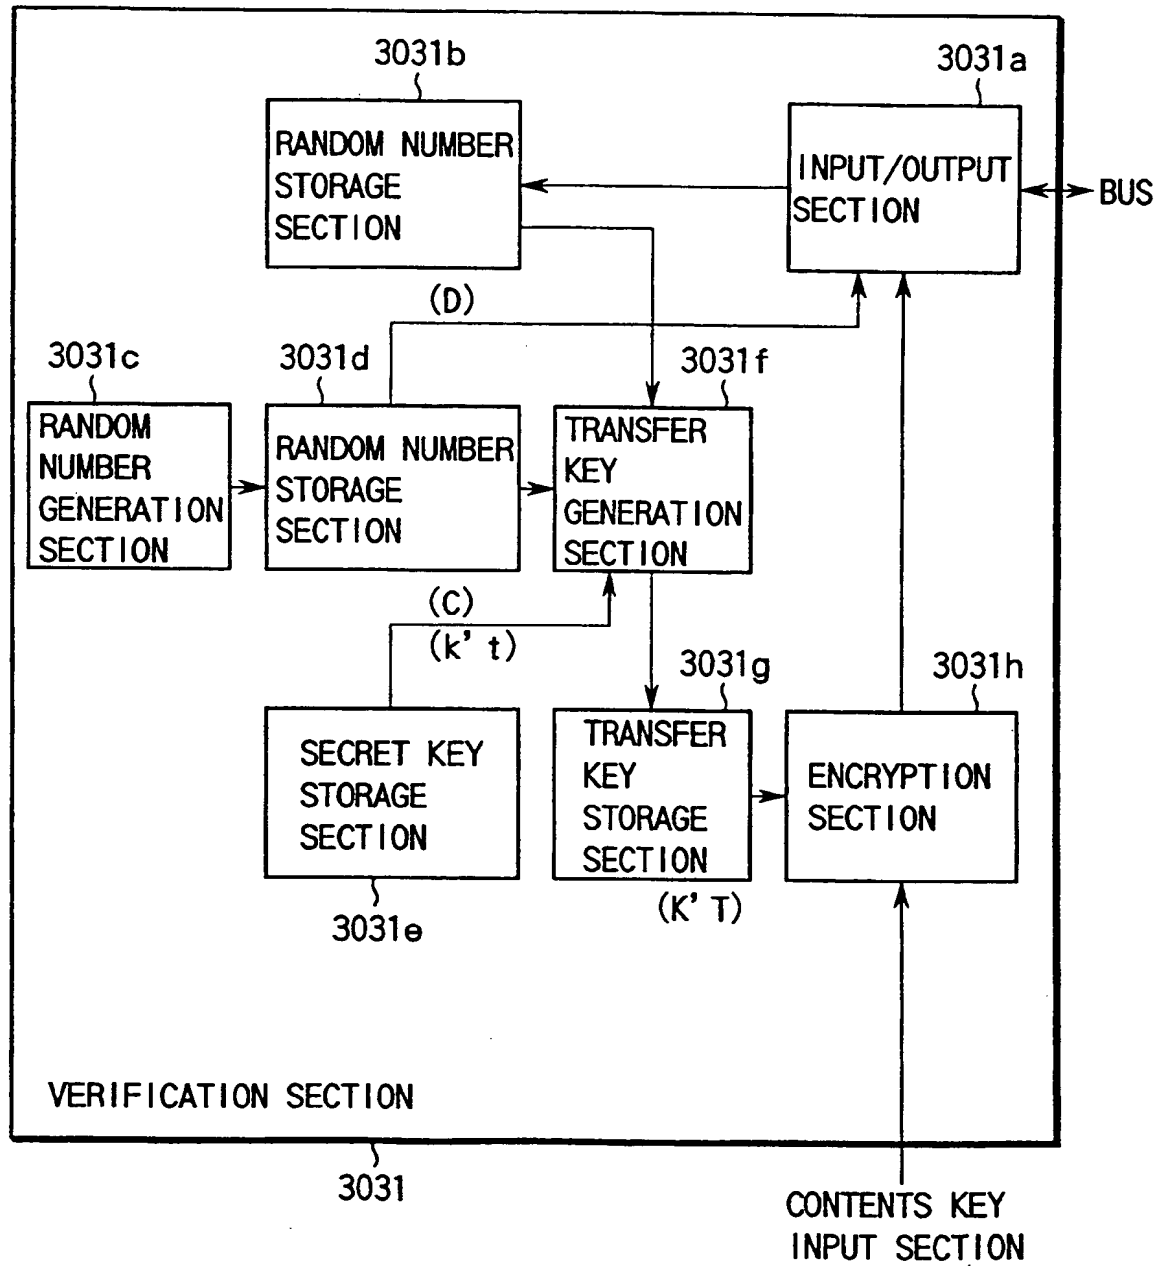 3031b
3031a
RANDOM NUMBER
STORAGE
SECTION
INPUT/OUTPUT
SECTION
BUS
(D)
3031c
3031d
3031f
RANDOM
NUMBER
GENERATION
SECTION
RANDOM NUMBER
STORAGE
SECTION
TRANSFER
KEY
GENERATION
SECTION
(C)
(k't)
3031g
3031h
SECRET KEY
STORAGE
SECTION
TRANSFER
KEY
STORAGE
SECTION
ENCRYPTION
SECTION
3031e
(K'T)
VERIFICATION SECTION
3031
CONTENTS KEY
INPUT SECTION